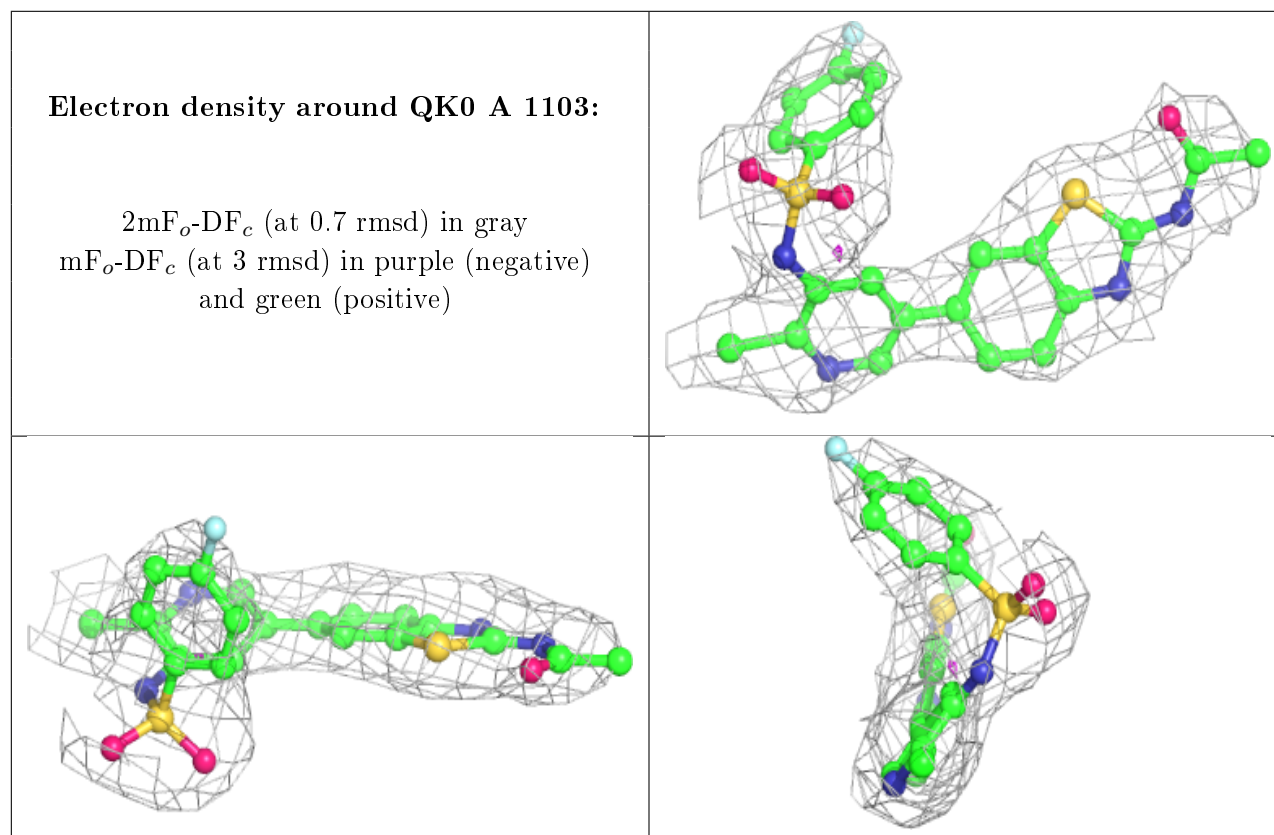 Electron density around QK0 A 1103:
2mFₒ-DF𝒸 (at 0.7 rmsd) in gray
mFₒ-DF𝒸 (at 3 rmsd) in purple (negative)
and green (positive)